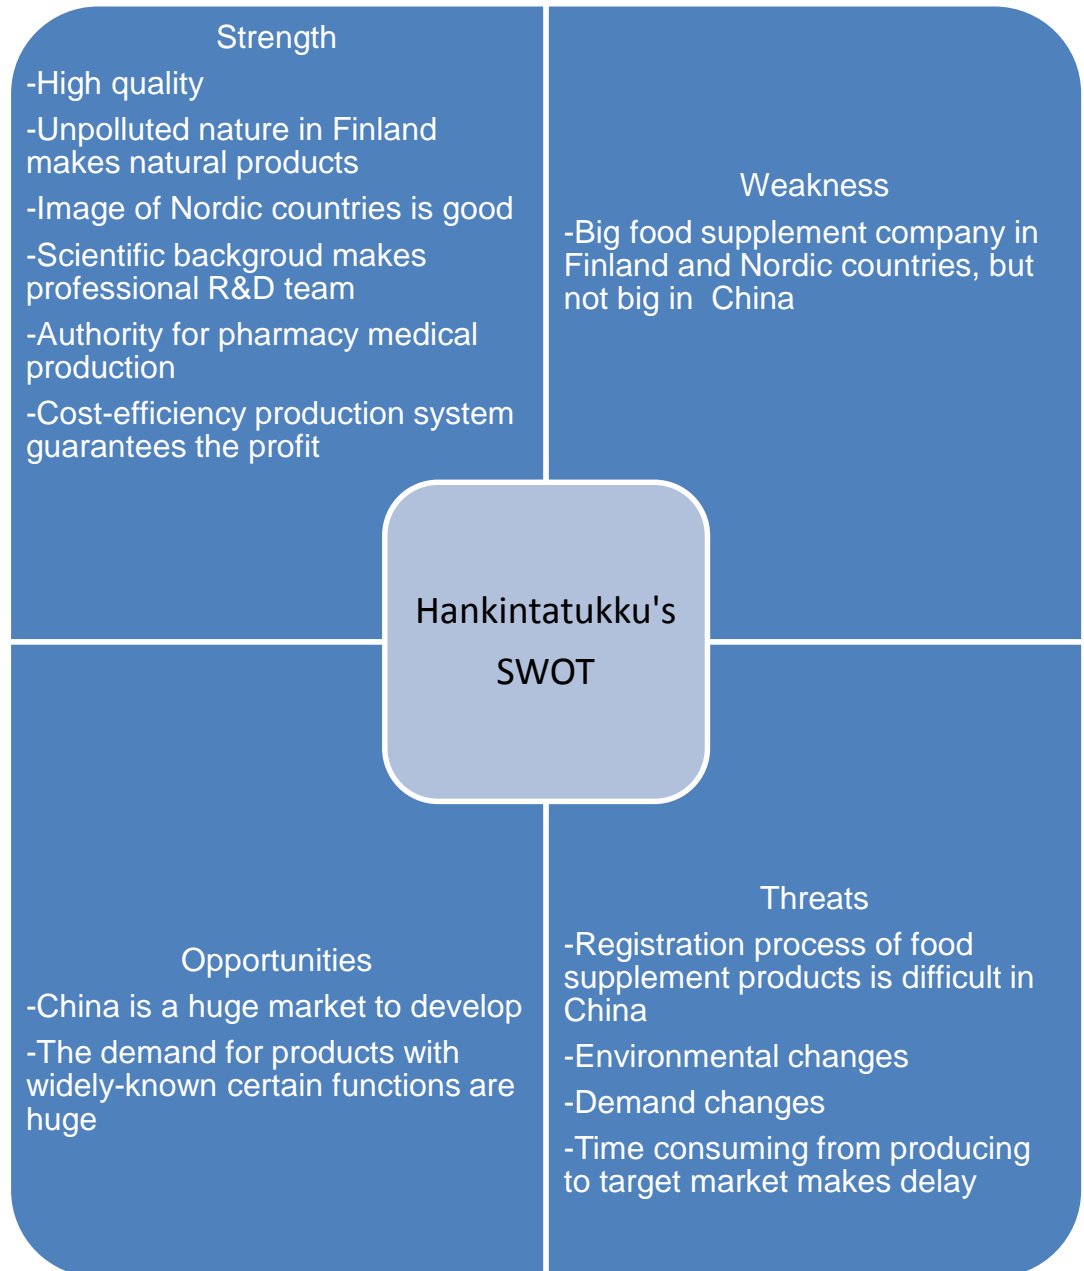 Strength
-High quality
-Unpolluted nature in Finland
makes natural products
-Image of Nordic countries is good
-Scientific backgroud makes
professional R&D team
-Authority for pharmacy medical
production
-Cost-efficiency production system
guarantees the profit
Weakness
-Big food supplement company in
Finland and Nordic countries, but
not big in  China
Hankintatukku's
SWOT
Opportunities
-China is a huge market to develop
-The demand for products with
widely-known certain functions are
huge
Threats
-Registration process of food
supplement products is difficult in
China
-Environmental changes
-Demand changes
-Time consuming from producing
to target market makes delay